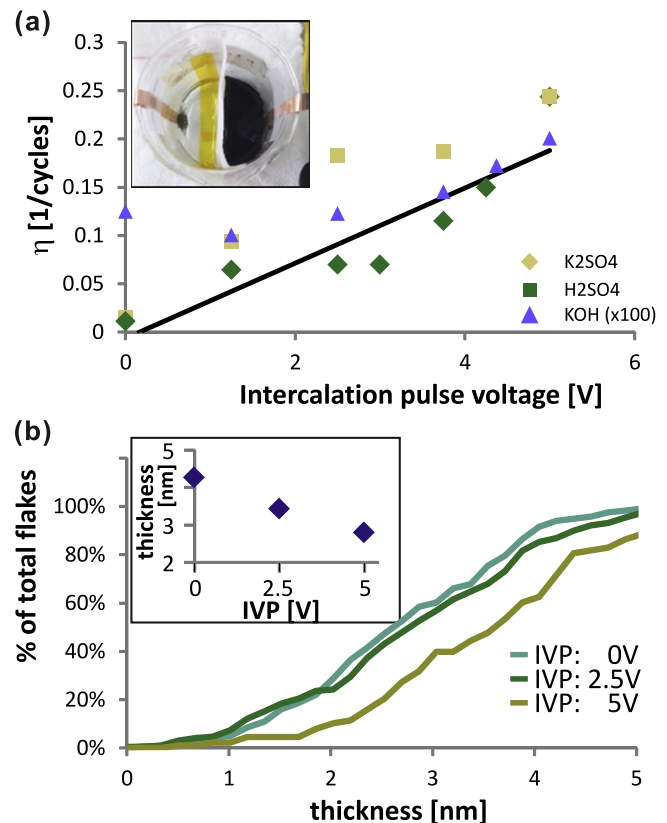 (a)
0.3
0.25
0.2
0.15
0.1
0.05
0
η [1/cycles]
K2SO4
H2SO4
KOH (x100)
0 2 4 6
Intercalation pulse voltage [V]
(b)
% of total flakes
100%
80%
60%
40%
20%
0%
5
3
2
thickness
[nm]
0 2.5 5
IVP [V]
IVP: 0V
IVP: 2.5V
IVP: 5V
0 1 2 3 4 5
thickness [nm]